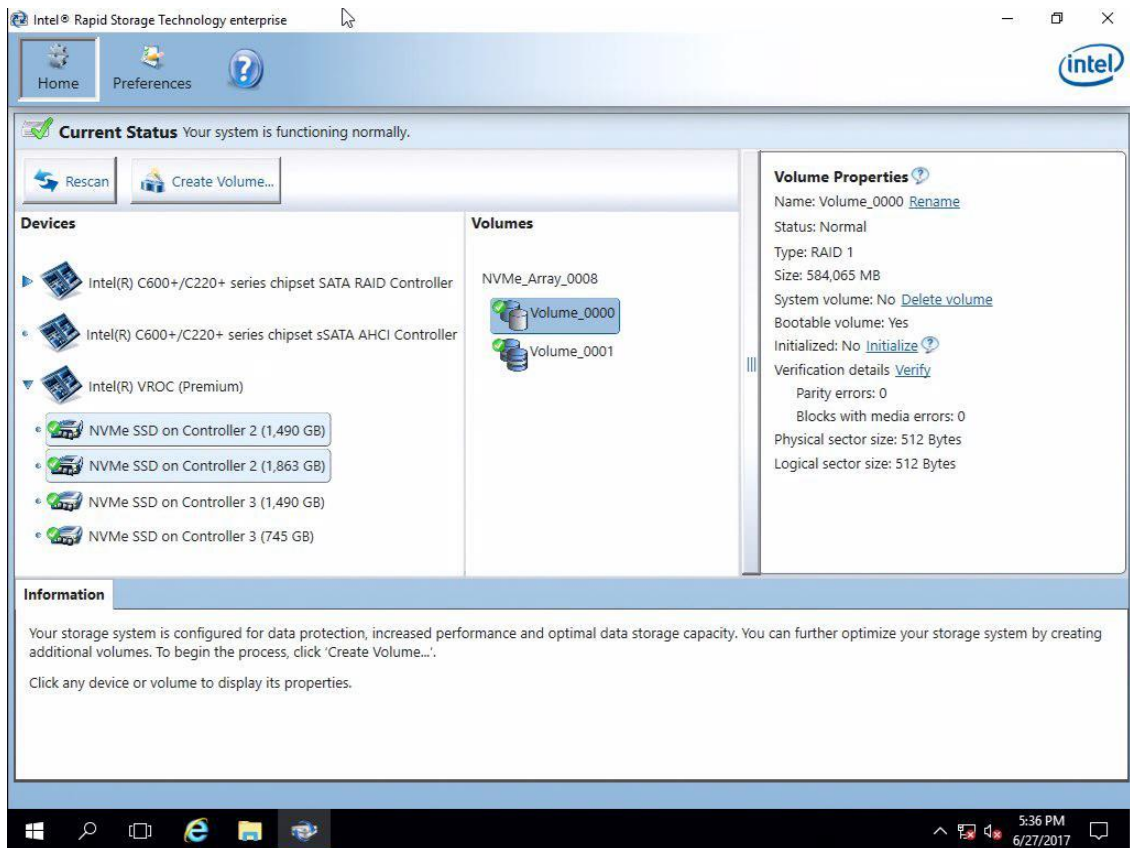 Intel® Rapid Storage Technology enterprise
Home
Preferences
intel
Current Status Your system is functioning normally.
Rescan
Create Volume...
Devices
Intel(R) C600+/C220+ series chipset SATA RAID Controller
Intel(R) C600+/C220+ series chipset sSATA AHCI Controller
Intel(R) VROC (Premium)
NVMe SSD on Controller 2 (1,490 GB)
NVMe SSD on Controller 2 (1,863 GB)
NVMe SSD on Controller 3 (1,490 GB)
NVMe SSD on Controller 3 (745 GB)
Volumes
NVMe_Array_0008
Volume_0000
Volume_0001
Volume Properties
Name: Volume_0000 Rename
Status: Normal
Type: RAID 1
Size: 584,065 MB
System volume: No Delete volume
Bootable volume: Yes
Initialized: No Initialize
Verification details Verify
Parity errors: 0
Blocks with media errors: 0
Physical sector size: 512 Bytes
Logical sector size: 512 Bytes
Information
Your storage system is configured for data protection, increased performance and optimal data storage capacity. You can further optimize your storage system by creating
additional volumes. To begin the process, click 'Create Volume...'.
Click any device or volume to display its properties.
5:36 PM
6/27/2017